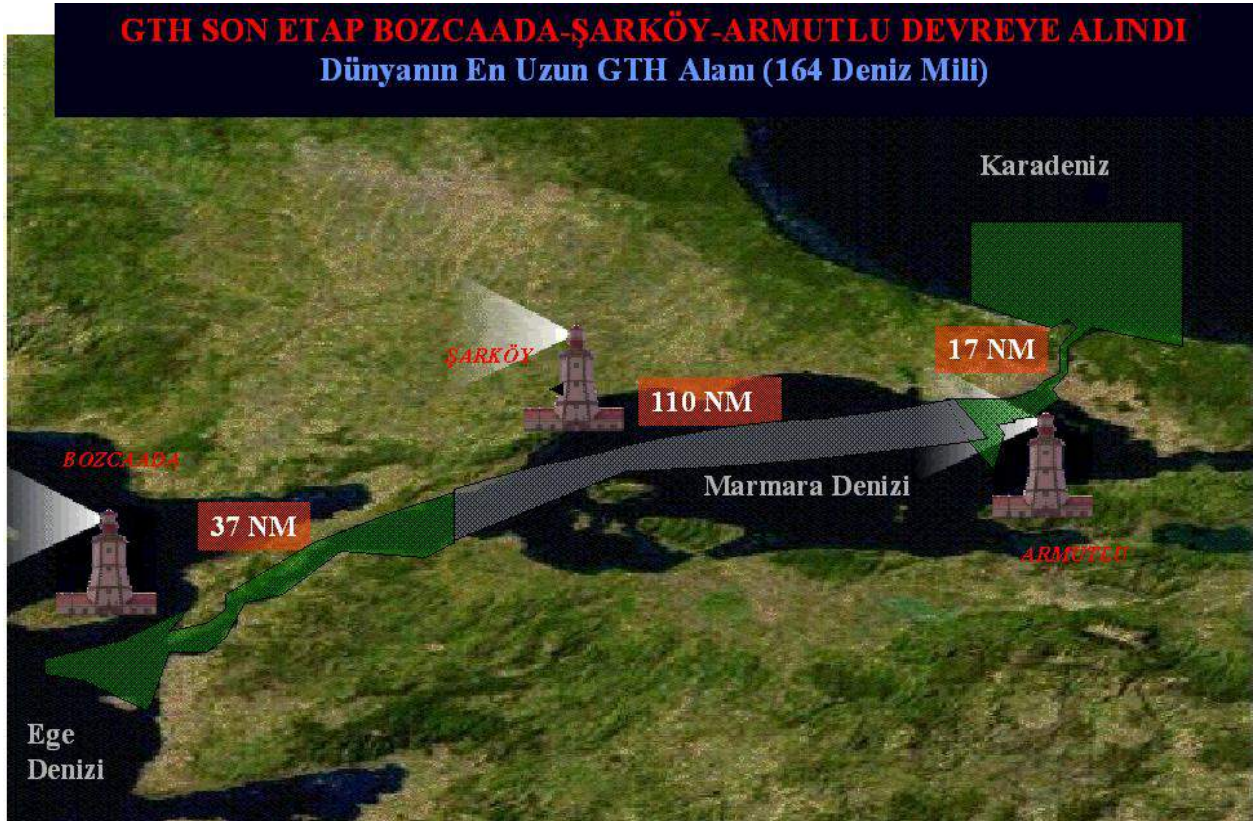 GTH SON ETAP BOZCAADA-ŞARKÖY-ARMUTLU DEVREYE ALINDI
Dünyanın En Uzun GTH Alanı (164 Deniz Mili)
Karadeniz
17 NM
ŞARKÖY
110 NM
BOZCAADA
Marmara Denizi
37 NM
ARMUTLU
Ege
Denizi